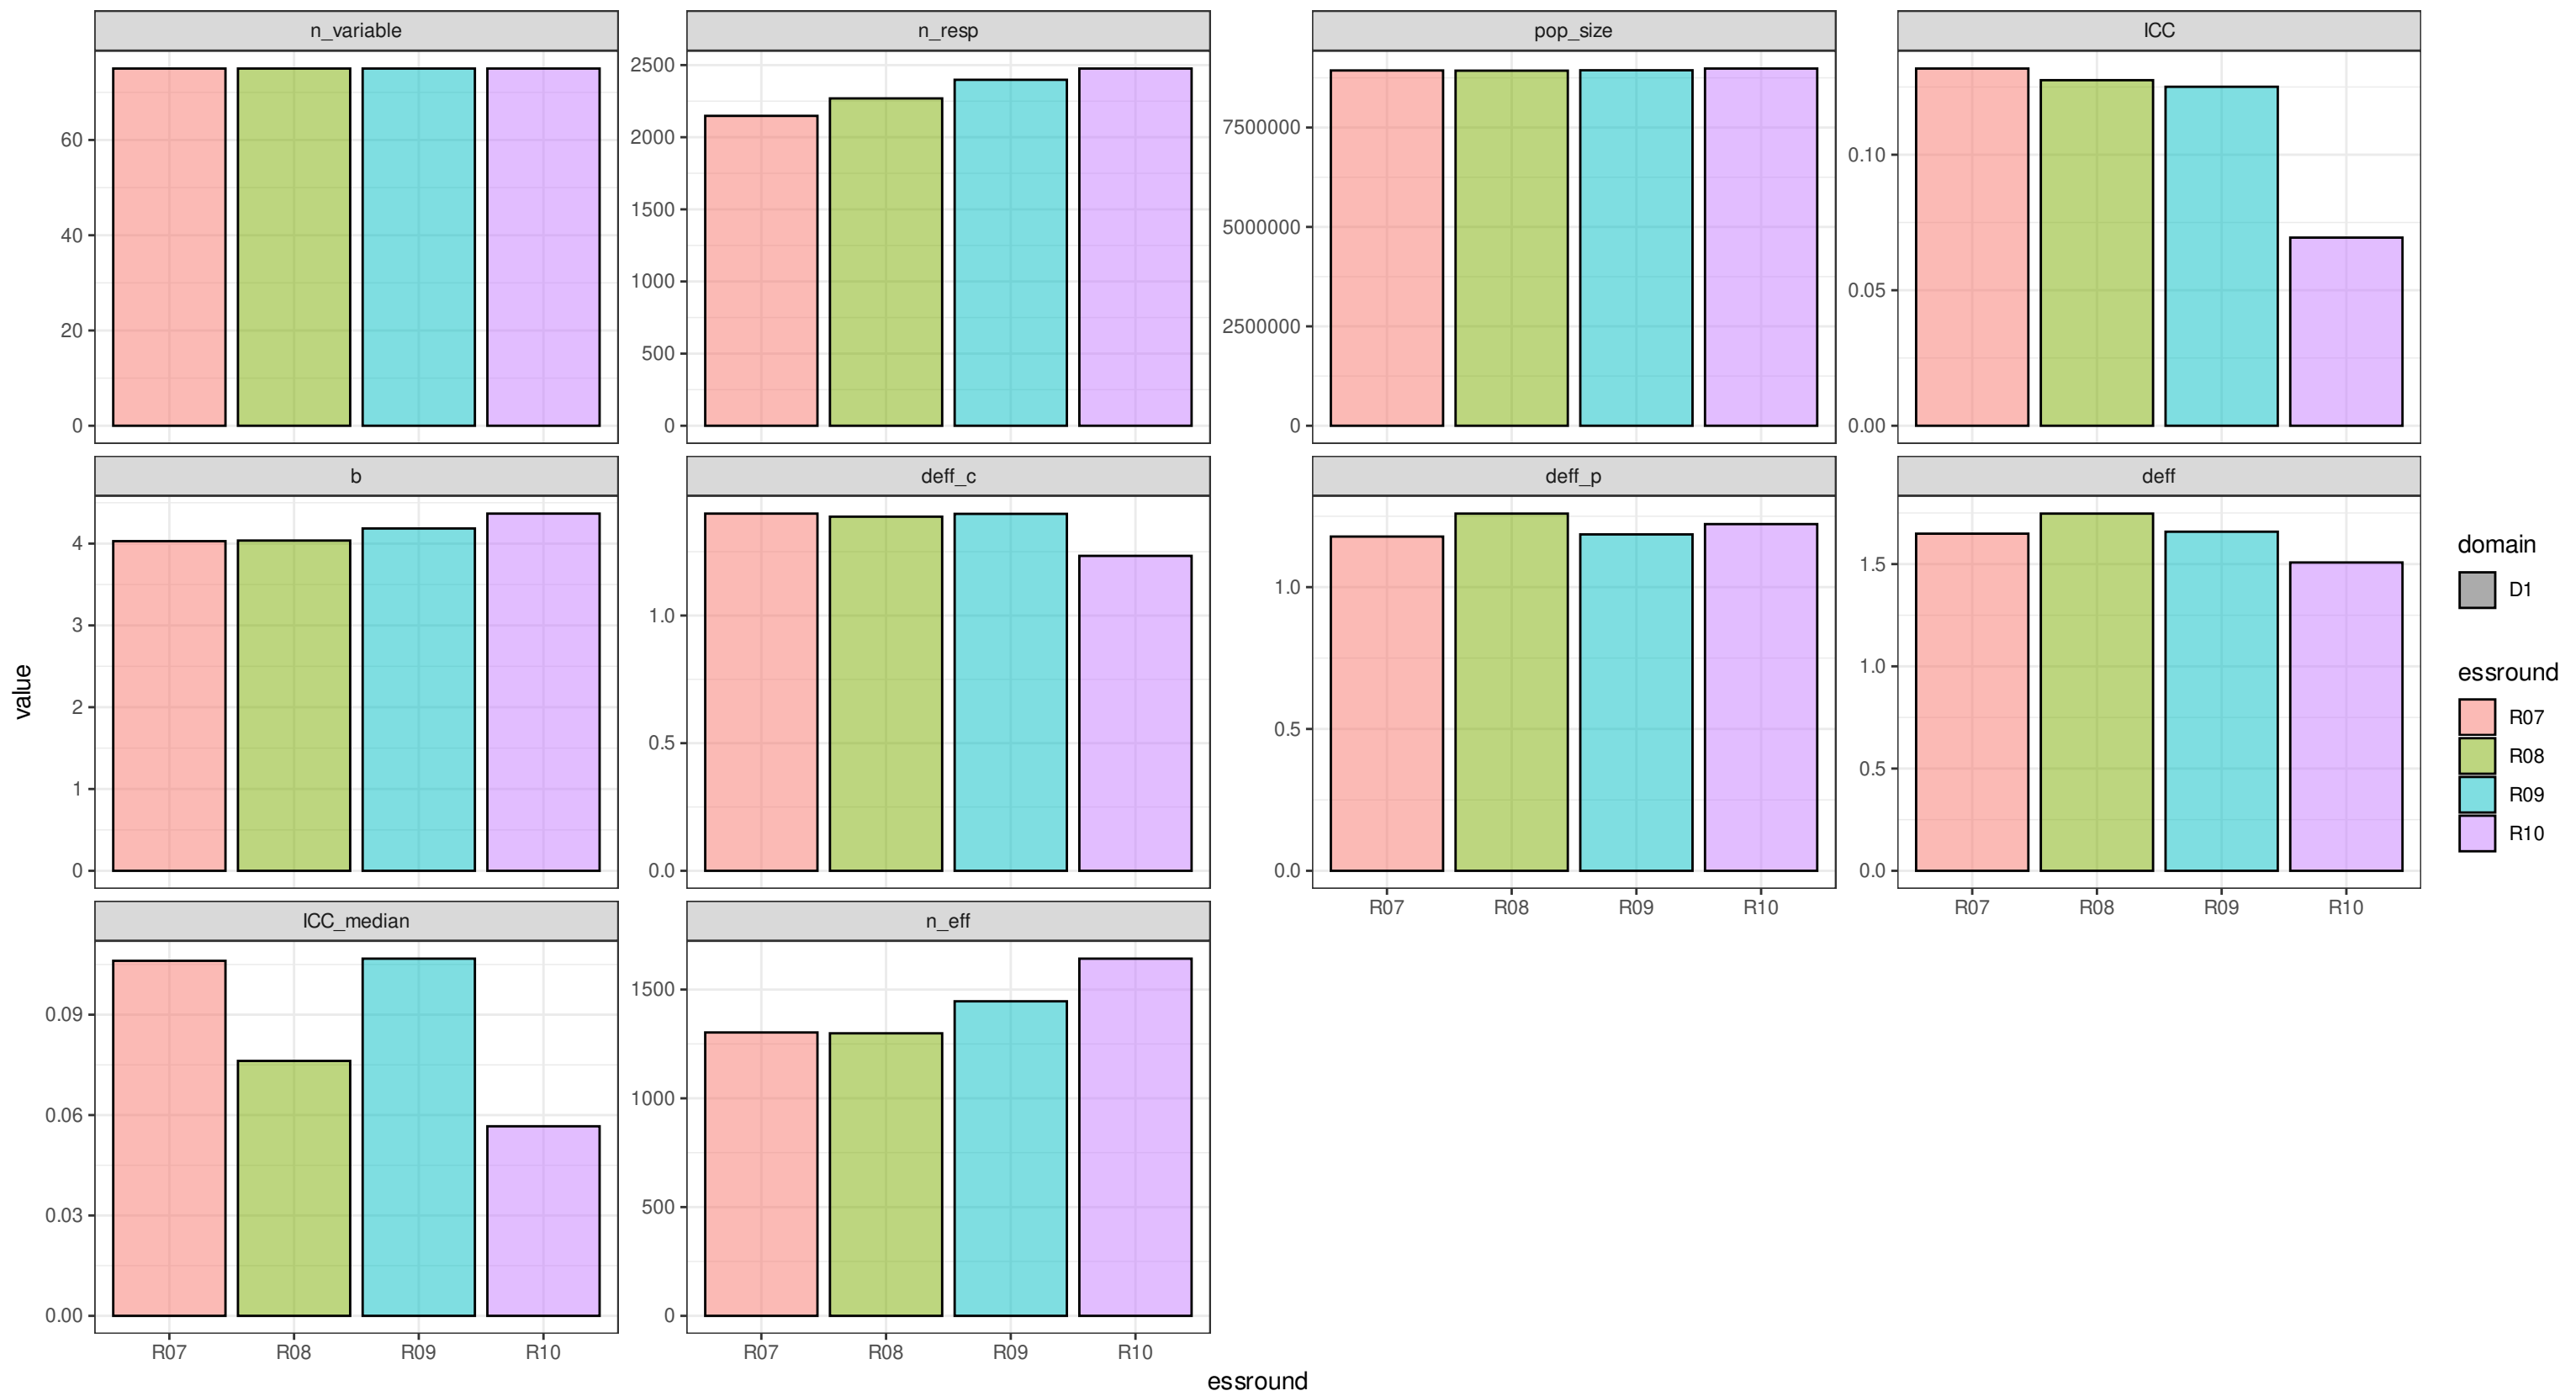 n_variable
n_resp
pop_size
ICC
60
40
20
0
2500
2000
1500
1000
500
0
7500000
5000000
2500000
0
0.10
0.05
0.00
b
deff_c
deff_p
deff
4
3
2
1
0
1.0
0.5
0.0
1.0
0.5
0.0
1.5
1.0
0.5
0.0
R07 R08 R09 R10
R07 R08 R09 R10
ICC_median
n_eff
0.09
0.06
0.03
0.00
1500
1000
500
0
R07 R08 R09 R10
R07 R08 R09 R10
value
essround
domain
D1
essround
R07
R08
R09
R10